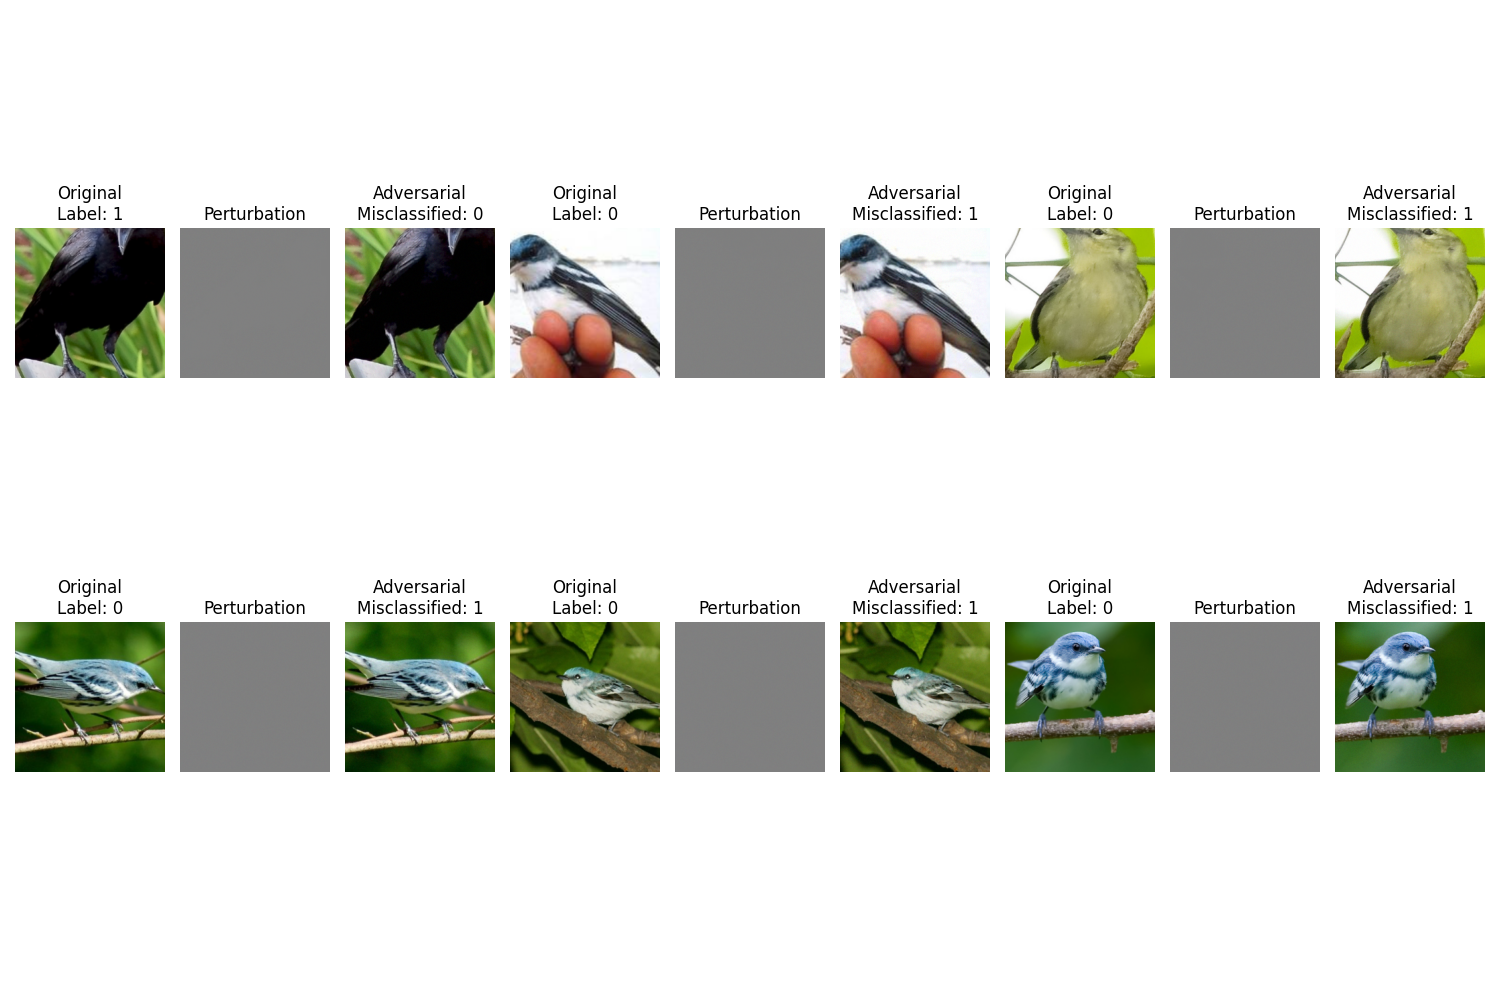 Original
Label: 1
Perturbation
Adversarial
Misclassified: 0
Original
Label: 0
Perturbation
Adversarial
Misclassified: 1
Original
Label: 0
Perturbation
Adversarial
Misclassified: 1
Original
Label: 0
Perturbation
Adversarial
Misclassified: 1
Original
Label: 0
Perturbation
Adversarial
Misclassified: 1
Original
Label: 0
Perturbation
Adversarial
Misclassified: 1